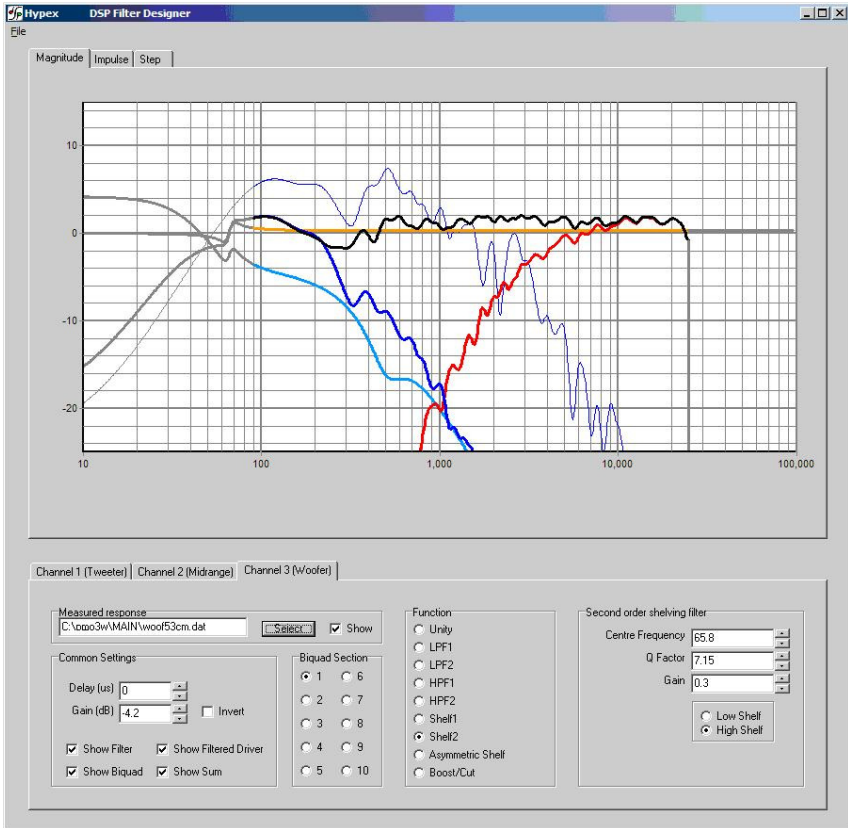 Hypex DSP Filter Designer
File
Magnitude Impulse Step
10
0
-10
-20
10 100 1,000 10,000 100,000
Channel 1 (Tweeter) Channel 2 (Midrange) Channel 3 (Woofer)
Measured response
C:\pmo3w\MAIN\woof53cm.dat Select Show
Common Settings
Delay (us) 0
Gain (dB) -4.2 Invert
Show Filter Show Filtered Driver
Show Biquad Show Sum
Biquad Section
1 6
2 7
3 8
4 9
5 10
Function
Unity
LPF1
LPF2
HPF1
HPF2
Shelf1
Shelf2
Asymmetric Shelf
Boost/Cut
Second order shelving filter
Centre Frequency 65.8
Q Factor 7.15
Gain 0.3
Low Shelf
High Shelf